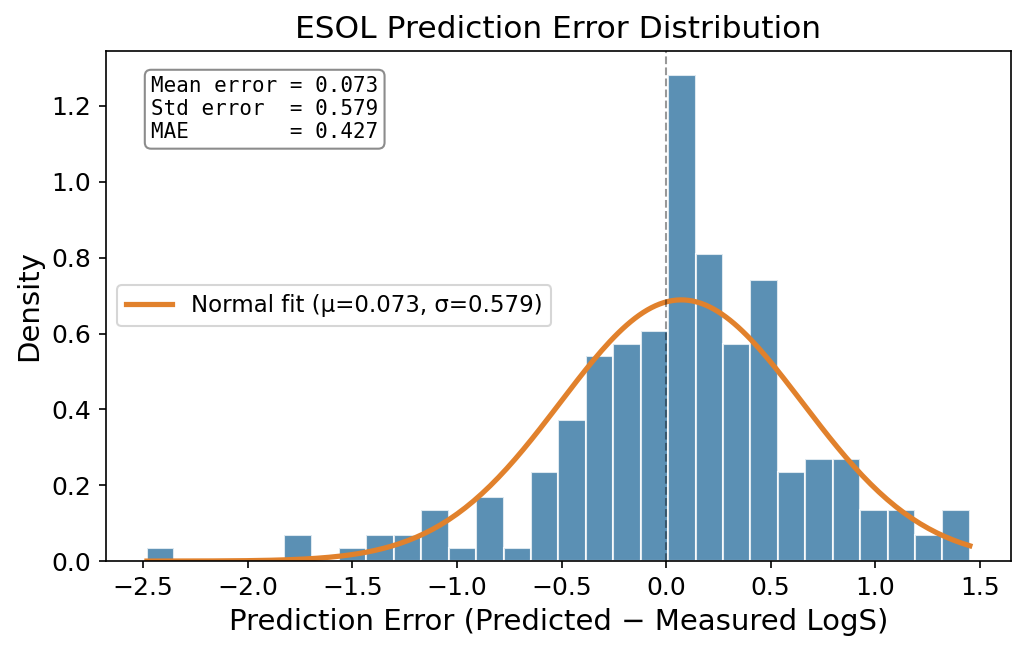 ESOL Prediction Error Distribution
Mean error = 0.073
Std error  = 0.579
MAE        = 0.427
Normal fit (μ=0.073, σ=0.579)
Density
1.2
1.0
0.8
0.6
0.4
0.2
0.0
−2.5 −2.0 −1.5 −1.0 −0.5 0.0 0.5 1.0 1.5
Prediction Error (Predicted − Measured LogS)